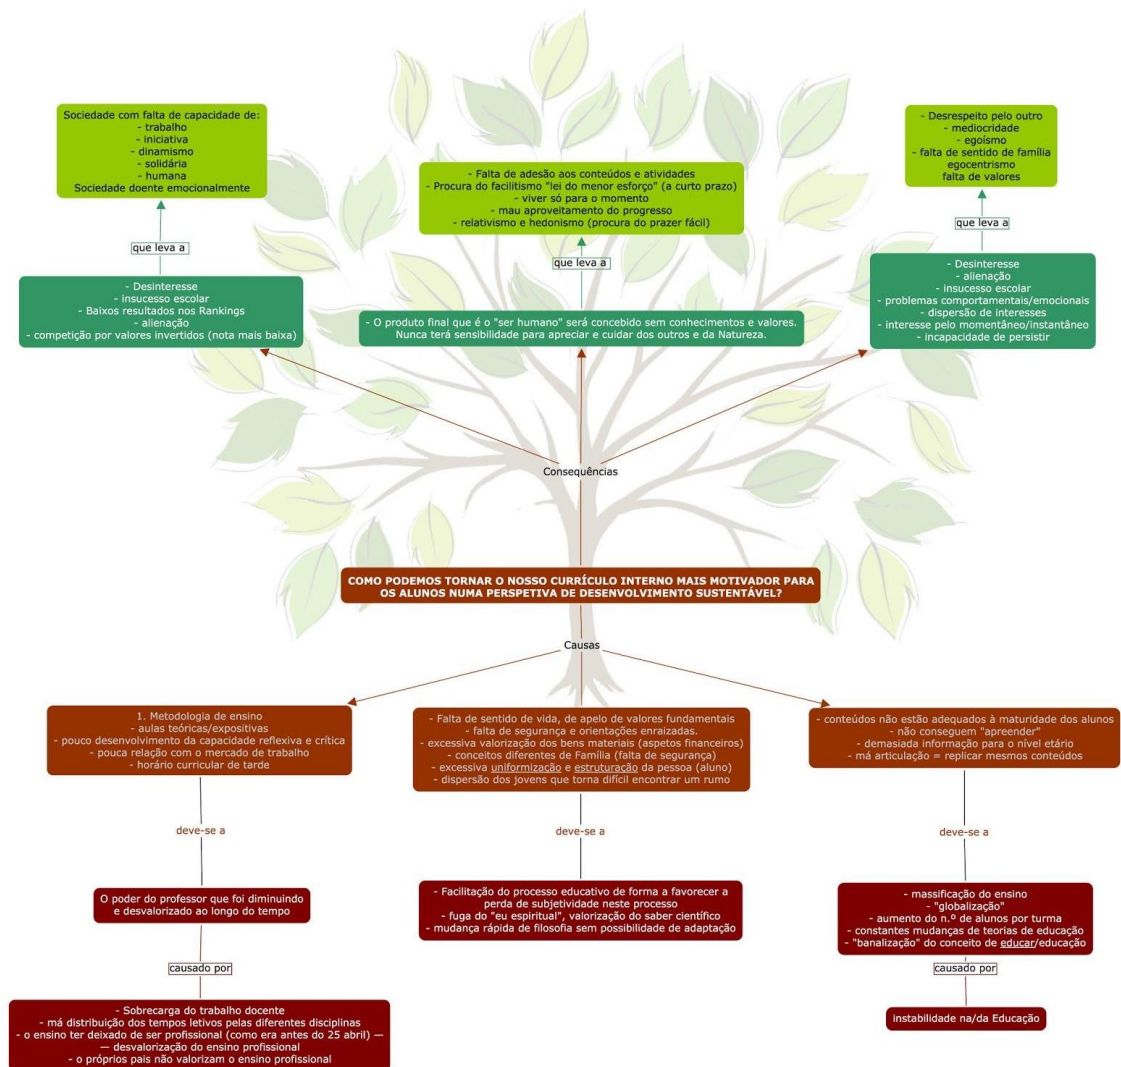 Sociedade com falta de capacidade de:
- trabalho
- iniciativa
- dinamismo
- solidária
- humana
Sociedade doente emocionalmente
- Falta de adesão aos conteúdos e atividades
- Procura do facilitismo "lei do menor esforço" (a curto prazo)
- viver só para o momento
- mau aproveitamento do progresso
- relativismo e hedonismo (procura do prazer fácil)
- Desrespeito pelo outro
- mediocridade
- egoísmo
- falta de sentido de família
egocentrismo
falta de valores
que leva a
que leva a
que leva a
- Desinteresse
- insucesso escolar
- Baixos resultados nos Rankings
- alienação
- competição por valores invertidos (nota mais baixa)
- O produto final que é o "ser humano" será concebido sem conhecimentos e valores.
Nunca terá sensibilidade para apreciar e cuidar dos outros e da Natureza.
- Desinteresse
- alienação
- insucesso escolar
- problemas comportamentais/emocionais
- dispersão de interesses
- interesse pelo momentâneo/instantâneo
- incapacidade de persistir
Consequências
COMO PODEMOS TORNAR O NOSSO CURRÍCULO INTERNO MAIS MOTIVADOR PARA
OS ALUNOS NUMA PERSPETIVA DE DESENVOLVIMENTO SUSTENTÁVEL?
Causas
1. Metodologia de ensino
- aulas teóricas/expositivas
- pouco desenvolvimento da capacidade reflexiva e crítica
- pouca relação com o mercado de trabalho
- horário curricular de tarde
- Falta de sentido de vida, de apelo de valores fundamentais
- falta de segurança e orientações enraizadas.
- excessiva valorização dos bens materiais (aspetos financeiros)
- conceitos diferentes de Família (falta de segurança)
- excessiva uniformização e estruturação da pessoa (aluno)
- dispersão dos jovens que torna difícil encontrar um rumo
- conteúdos não estão adequados à maturidade dos alunos
- não conseguem "apreender"
- demasiada informação para o nível etário
- má articulação = replicar mesmos conteúdos
deve-se a
deve-se a
deve-se a
O poder do professor que foi diminuindo
e desvalorizado ao longo do tempo
- Facilitação do processo educativo de forma a favorecer a
perda de subjetividade neste processo
- fuga do "eu espiritual", valorização do saber científico
- mudança rápida de filosofia sem possibilidade de adaptação
- massificação do ensino
- "globalização"
- aumento do n.º de alunos por turma
- constantes mudanças de teorias de educação
- "banalização" do conceito de educar/educação
causado por
causado por
- Sobrecarga do trabalho docente
- má distribuição dos tempos letivos pelas diferentes disciplinas
- o ensino ter deixado de ser profissional (como era antes do 25 abril) —
— desvalorização do ensino profissional
- o próprios pais não valorizam o ensino profissional
instabilidade na/da Educação